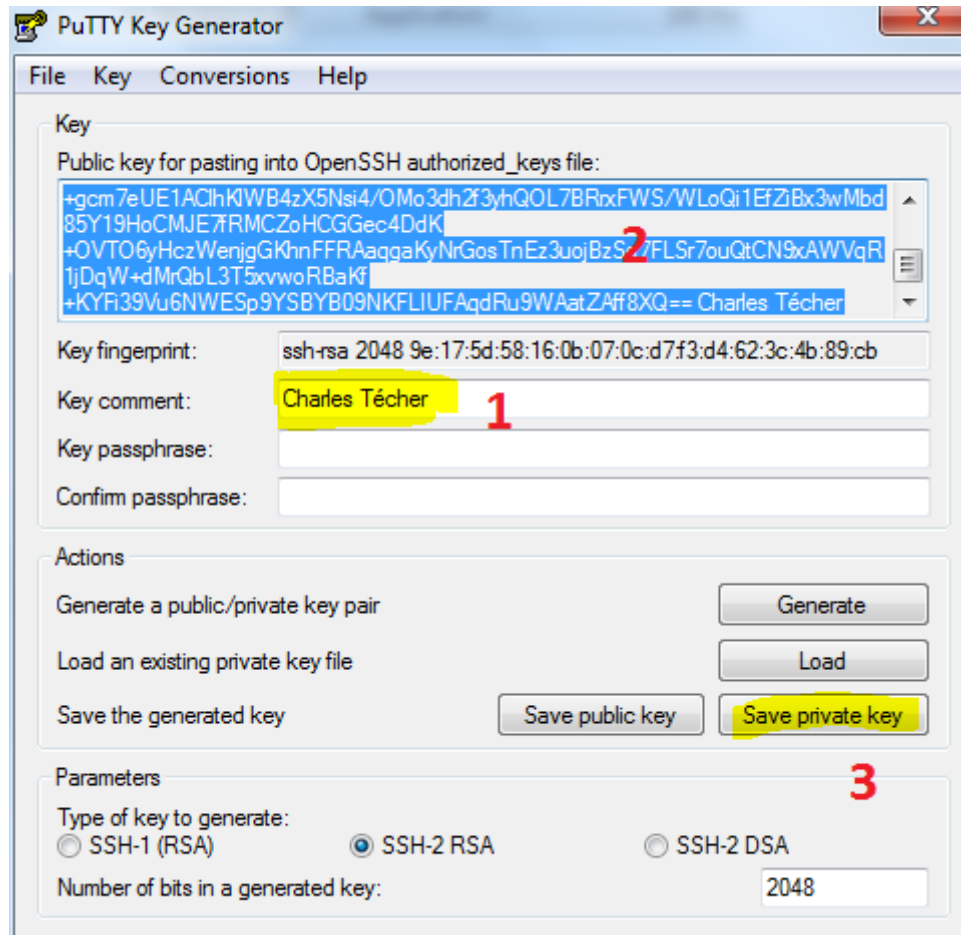 PuTTY Key Generator
X
File Key Conversions Help
Key
Public key for pasting into OpenSSH authorized_keys file:
85Y19HoCMJE7fRMCZoHCGGec4DdK
1jDqW+dMrQbL3T5xvwoRBaKf
+KYFi39Vu6NWESp9YSBYB09NKFLIUFAqdRu9WAatZAff8XQ== Charles Técher
2
Key fingerprint: ssh-rsa 2048 9e:17:5d:58:16:0b:07:0c:d7:f3:d4:62:3c:4b:89:cb
Key comment: Charles Técher 1
Key passphrase:
Confirm passphrase:
Actions
Generate a public/private key pair Generate
Load an existing private key file Load
Save the generated key Save public key Save private key
3
Parameters
Type of key to generate:
SSH-1 (RSA) SSH-2 RSA SSH-2 DSA
Number of bits in a generated key: 2048